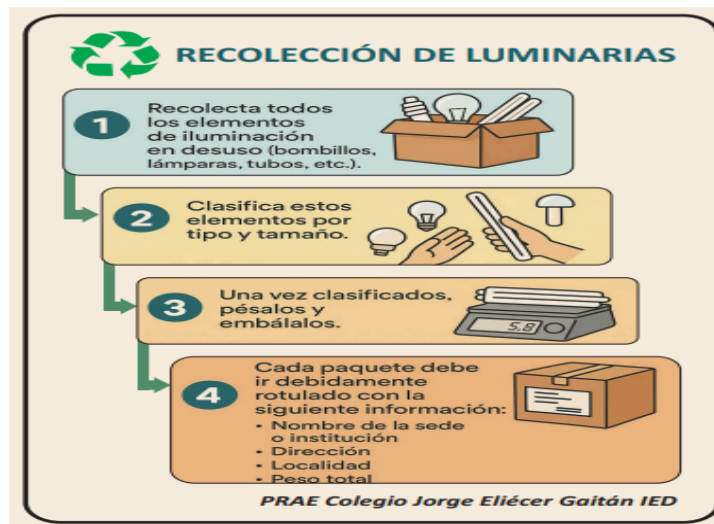 RECOLECCIÓN DE LUMINARIAS
1
Recolecta todos
los elementos
de iluminación
en desuso (bombillos,
lámparas, tubos, etc.).
2
Clasifica estos
elementos por
tipo y tamaño.
3
Una vez clasificados,
pésalos y
embálalos.
5.8
4
Cada paquete debe
ir debidamente
rotulado con la
siguiente información:
• Nombre de la sede
o institución
• Dirección
• Localidad
• Peso total
PRAE Colegio Jorge Eliécer Gaitán IED